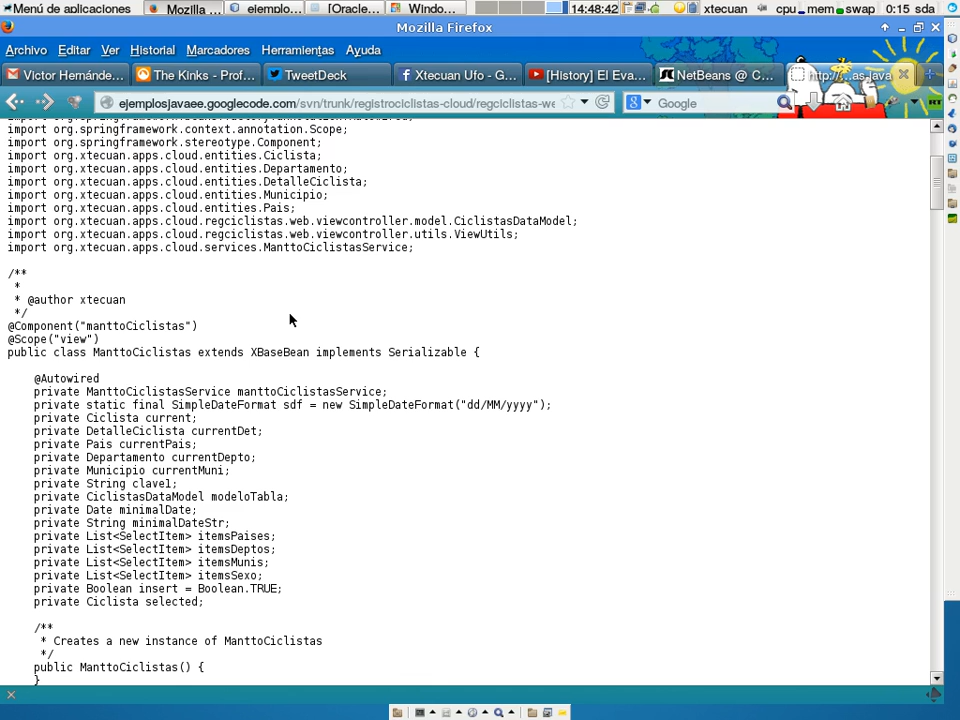 Menú de aplicaciones Mozilla ... ejemplo... [Oracle... Windo... 14:48:42 xtecuan cpu mem swap 0:15 sda
Mozilla Firefox
Archivo Editar Ver Historial Marcadores Herramientas Ayuda
Victor Hernánde... The Kinks - Prof... TweetDeck Xtecuan Ufo - G... [History] El Eva... NetBeans @ C... http://...as.java
ejemplosjavaee.googlecode.com/svn/trunk/registrociclistas-cloud/regciclistas-we Google RT
import org.springframework.context.annotation.Scope;
import org.springframework.stereotype.Component;
import org.xtecuan.apps.cloud.entities.Ciclista;
import org.xtecuan.apps.cloud.entities.Departamento;
import org.xtecuan.apps.cloud.entities.DetalleCiclista;
import org.xtecuan.apps.cloud.entities.Municipio;
import org.xtecuan.apps.cloud.entities.Pais;
import org.xtecuan.apps.cloud.regciclistas.web.viewcontroller.model.CiclistasDataModel;
import org.xtecuan.apps.cloud.regciclistas.web.viewcontroller.utils.ViewUtils;
import org.xtecuan.apps.cloud.services.ManttoCiclistasService;
/**
*
* @author xtecuan
*/
@Component("manttoCiclistas")
@Scope("view")
public class ManttoCiclistas extends XBaseBean implements Serializable {
@Autowired
private ManttoCiclistasService manttoCiclistasService;
private static final SimpleDateFormat sdf = new SimpleDateFormat("dd/MM/yyyy");
private Ciclista current;
private DetalleCiclista currentDet;
private Pais currentPais;
private Departamento currentDepto;
private Municipio currentMuni;
private String clave1;
private CiclistasDataModel modeloTabla;
private Date minimalDate;
private String minimalDateStr;
private List<SelectItem> itemsPaises;
private List<SelectItem> itemsDeptos;
private List<SelectItem> itemsMunis;
private List<SelectItem> itemsSexo;
private Boolean insert = Boolean.TRUE;
private Ciclista selected;
/**
* Creates a new instance of ManttoCiclistas
*/
public ManttoCiclistas() {
}